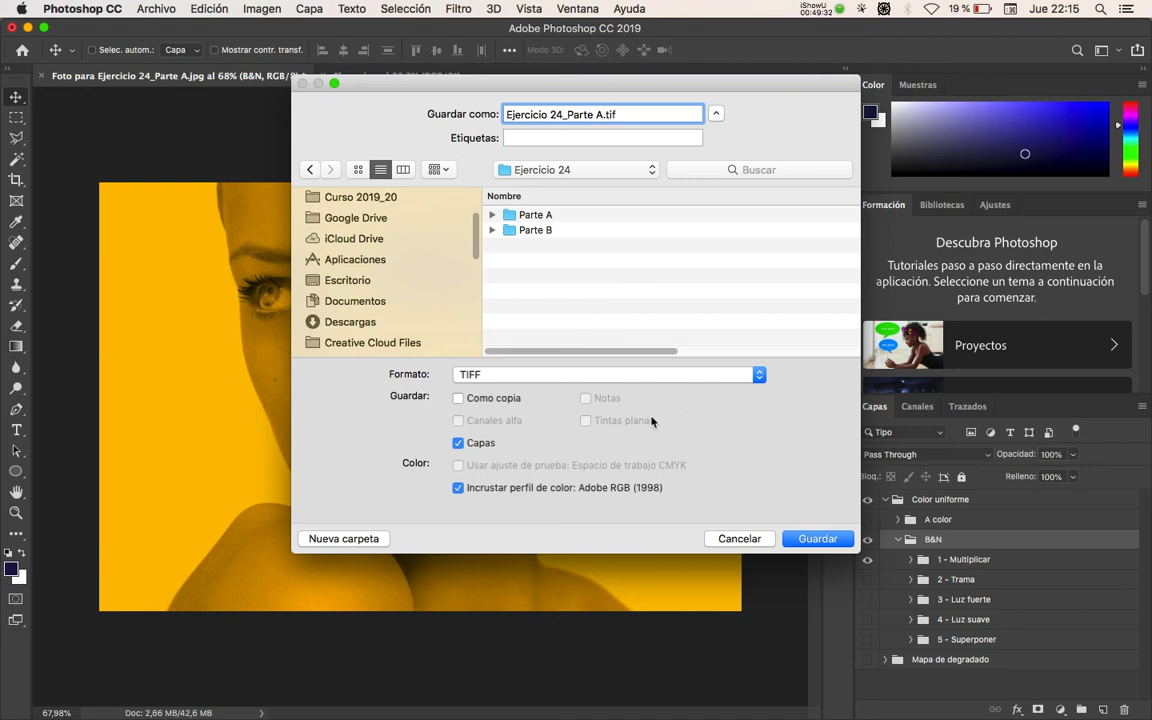 Photoshop CC Archivo Edición Imagen Capa Texto Selección Filtro 3D Vista Ventana Ayuda iShowU 00:49:32 19 % Jue 22:15
Adobe Photoshop CC 2019
Selec. autom.: Capa Mostrar contr. transf. Modo 3D:
Foto para Ejercicio 24_Parte A.jpg al 68% (B&N, RGB/8
Guardar como: Ejercicio 24_Parte A.tif
Etiquetas:
Ejercicio 24 Buscar
Curso 2019_20
Google Drive
iCloud Drive
Aplicaciones
Escritorio
Documentos
Descargas
Creative Cloud Files
Nombre
Parte A
Parte B
Formato: TIFF
Guardar: Como copia Notas
Canales alfa Tintas planas
Capas
Color: Usar ajuste de prueba: Espacio de trabajo CMYK
Incrustar perfil de color: Adobe RGB (1998)
Nueva carpeta Cancelar Guardar
Color Muestras
Formación Bibliotecas Ajustes
Descubra Photoshop
Tutoriales paso a paso directamente en la
aplicación. Seleccione un tema a continuación
para comenzar.
Proyectos
Capas Canales Trazados
Tipo
Pass Through Opacidad: 100%
Bloq.: Relleno: 100%
Color uniforme
A color
B&N
1 - Multiplicar
2 - Trama
3 - Luz fuerte
4 - Luz suave
5 - Superponer
Mapa de degradado
67,98% Doc: 2,66 MB/42,6 MB